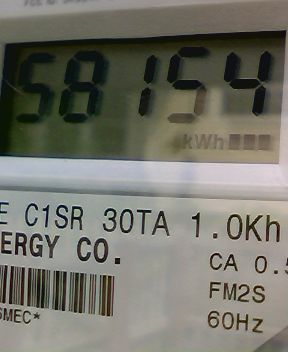 58154
kWh
E C1SR 30TA 1.0Kh
ERGY CO.
CA 0.5
FM2S
SMEC*
60Hz